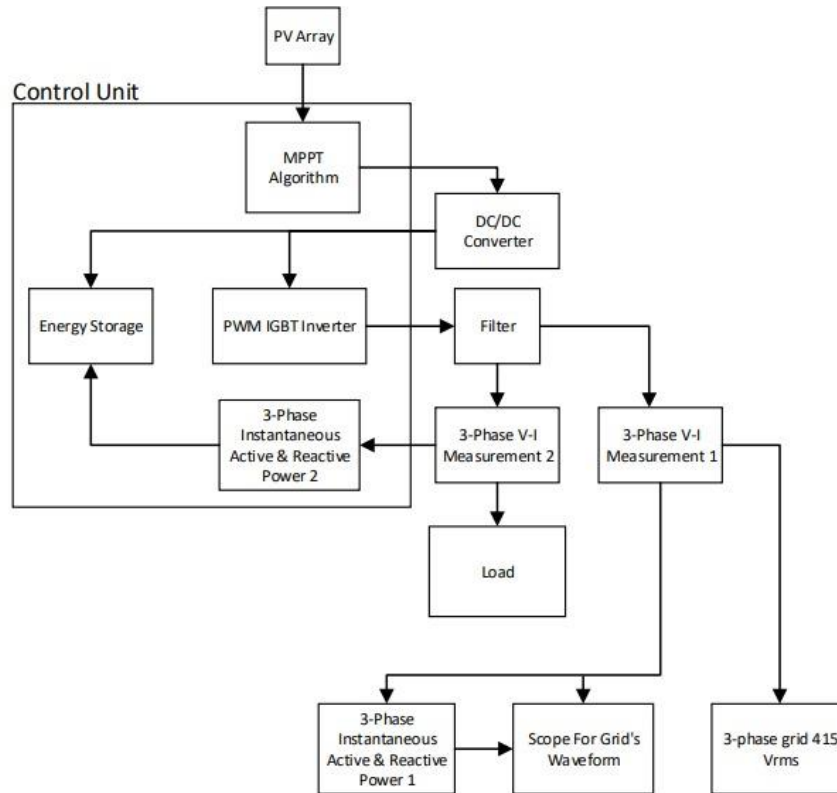 PV Array
Control Unit
MPPT
Algorithm
DC/DC
Converter
Energy Storage
PWM IGBT Inverter
Filter
3-Phase
Instantaneous
Active & Reactive
Power 2
3-Phase V-I
Measurement 2
3-Phase V-I
Measurement 1
Load
3-Phase
Instantaneous
Active & Reactive
Power 1
Scope For Grid's
Waveform
3-phase grid 415
Vrms